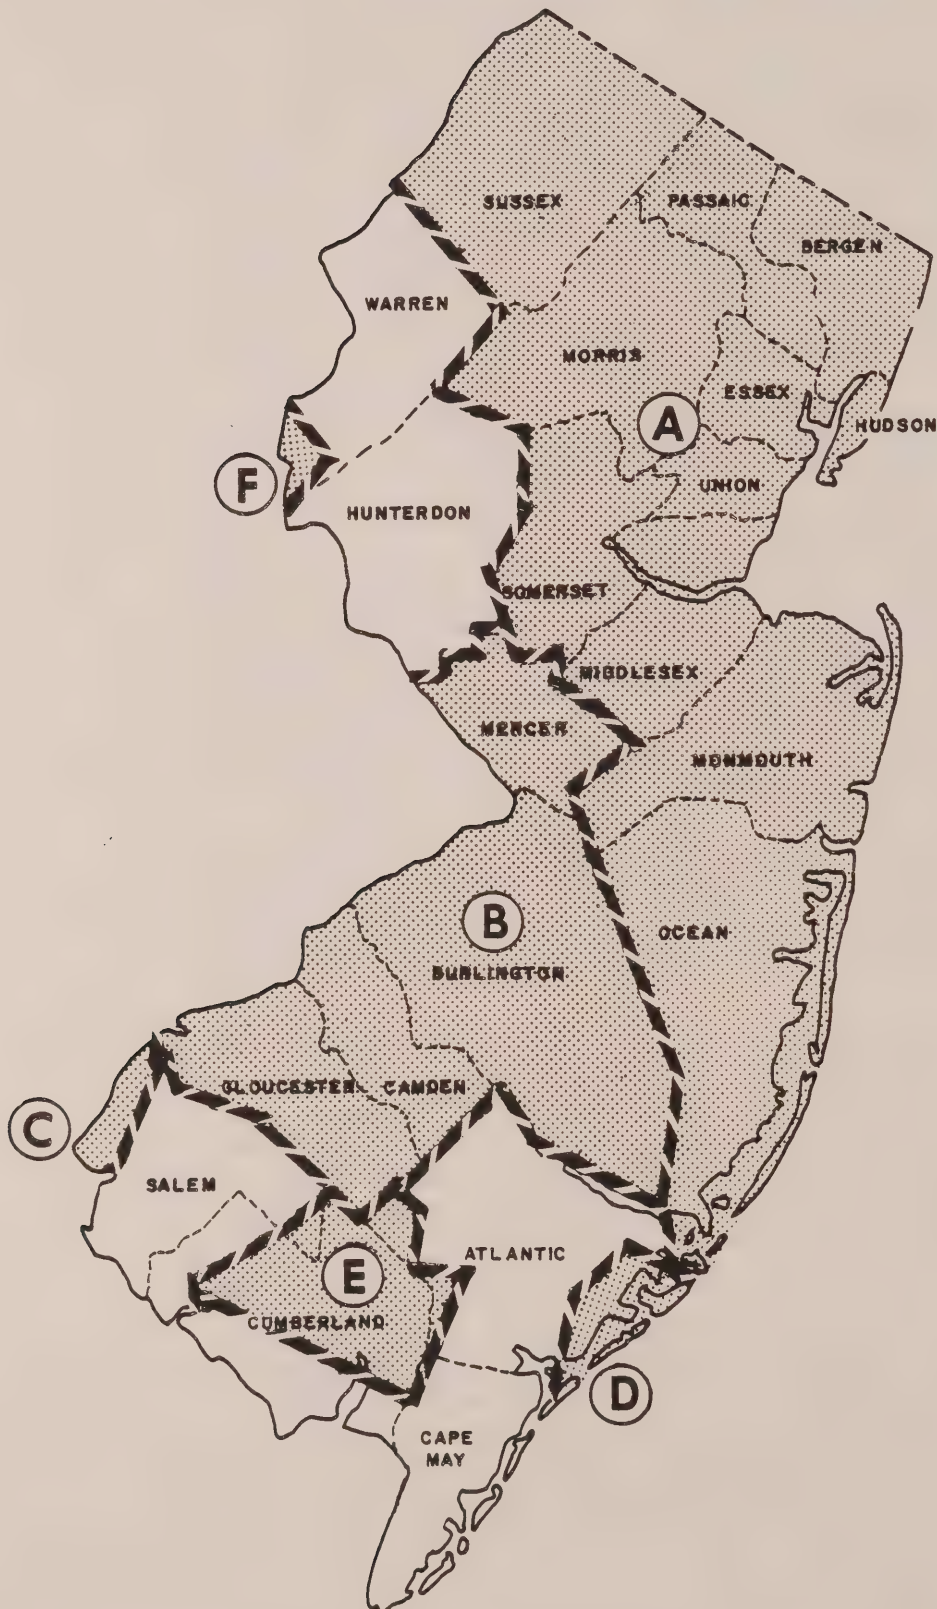 SUSSEX
PASSAIC
BERGEN
WARREN
MORRIS
ESSEX
A
HUDSON
F
UNION
HUNTERDON
SOMERSET
MIDDLESEX
MERCER
MONMOUTH
B
OCEAN
BURLINGTON
GLOUCESTER
CAMDEN
C
SALEM
ATLANTIC
E
CUMBERLAND
D
CAPE
MAY